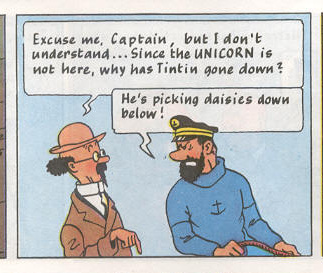 Excuse me, Captain, but I don't
understand... Since the UNICORN is
not here, why has Tintin gone down?
He's picking daisies down
below!